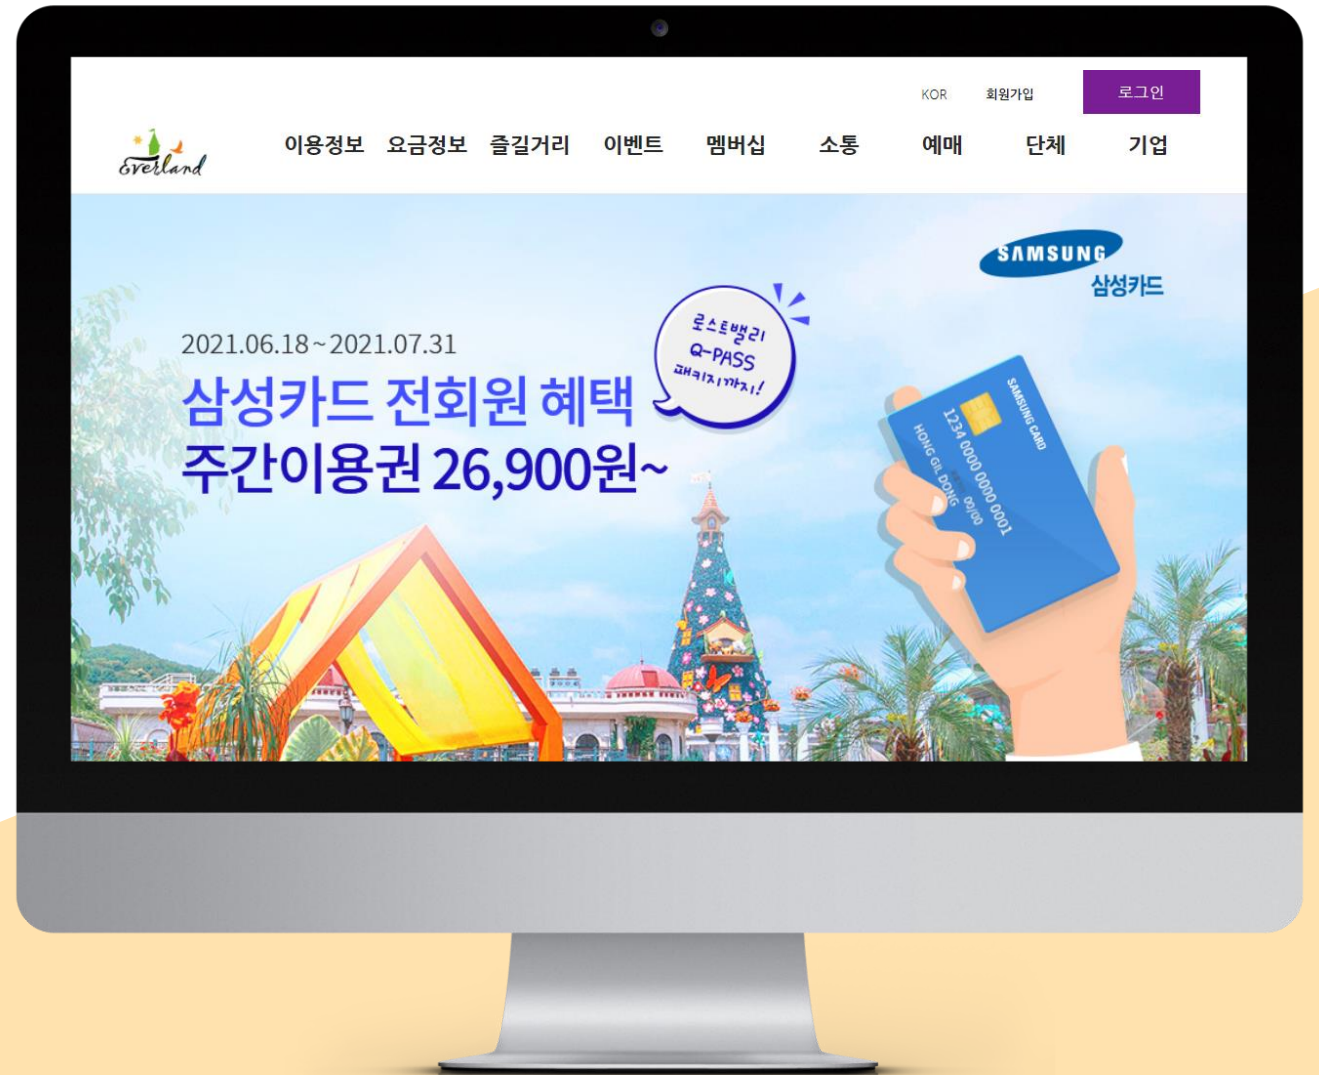 KOR 회원가입 로그인
Everland
이용정보 요금정보 즐길거리 이벤트 멤버십 소통 예매 단체 기업
SAMSUNG
삼성카드
로스트밸리
Q-PASS
패키지까지!
2021.06.18~2021.07.31
삼성카드 전회원 혜택
주간이용권 26,900원~
SAMSUNG CARD
1234 0000 0000 0001
00/00
HONG GIL DONG